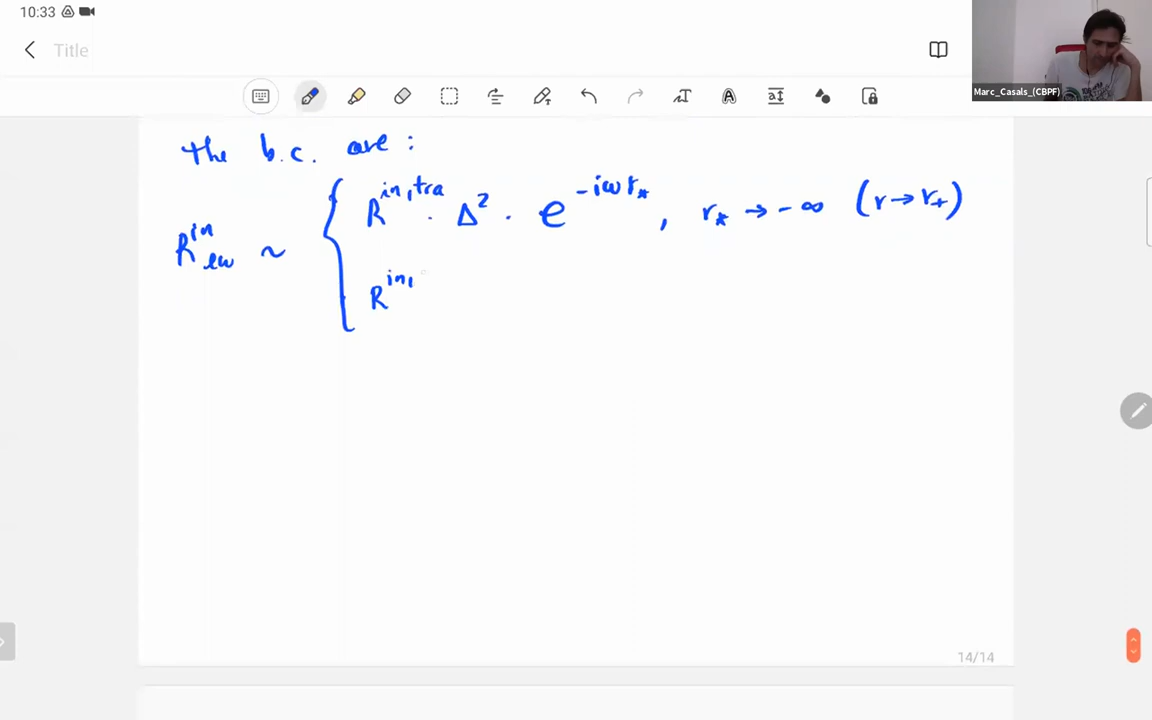 10:33
Title
Marc_Casals_(CBPF)
the b.c. are :
R^{in}_{lω} ~ { R^{in,tra} · Δ^2 · e^{-iωr_*} , r_* → -∞ (r → r_+)
R^{in,
14/14